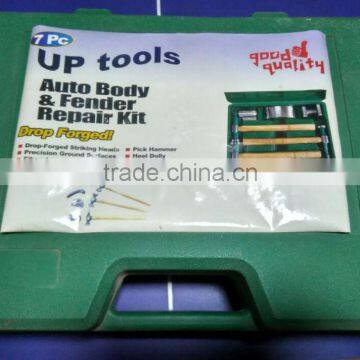 7 Pc
UP tools
good quality
Auto Body
& Fender
Repair Kit
Drop Forged!
• Drop-Forged Striking Heads
• Precision Ground Surfaces
• Pick Hammer
• Heel Dolly
trade.china.cn